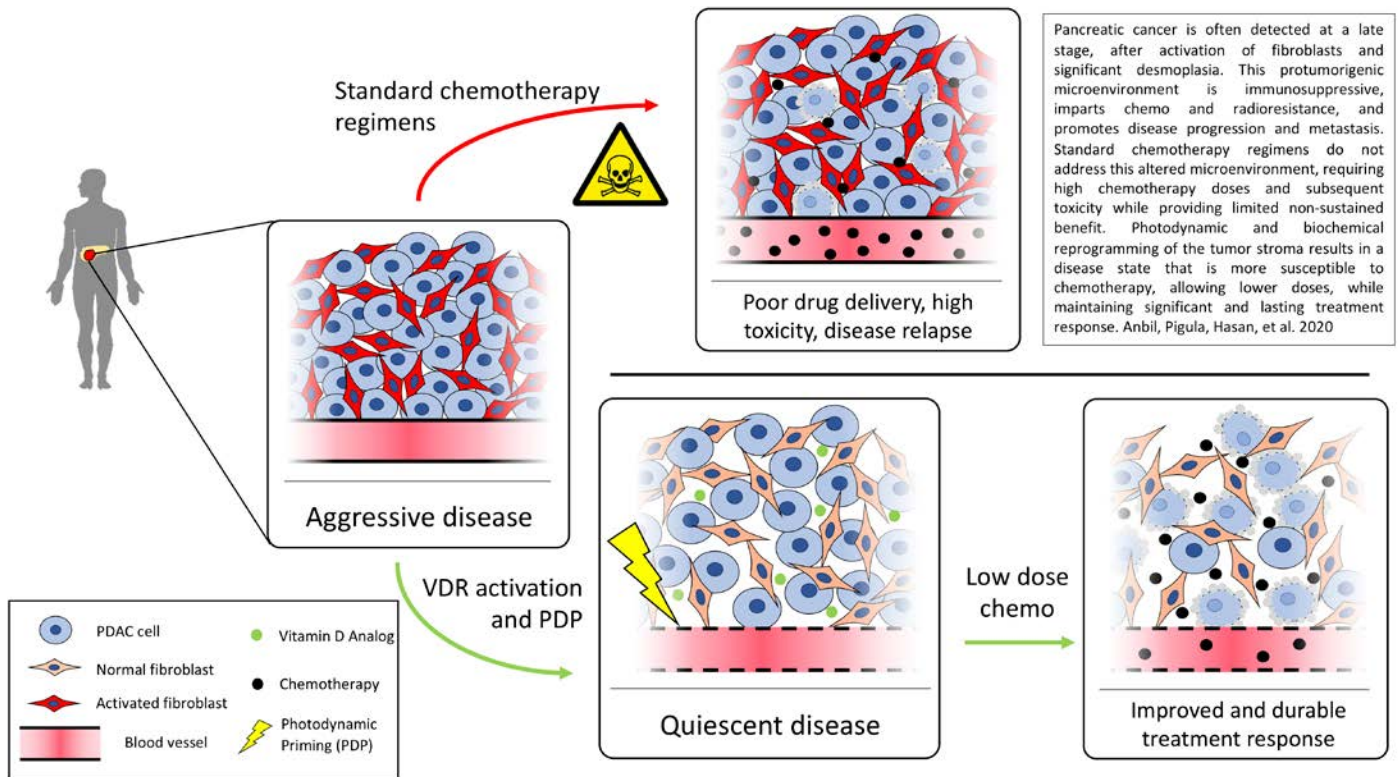 Standard chemotherapy
regimens
Poor drug delivery, high
toxicity, disease relapse
Pancreatic cancer is often detected at a late
stage, after activation of fibroblasts and
significant desmoplasia. This protumorigenic
microenvironment is immunosuppressive,
imparts chemo and radioresistance, and
promotes disease progression and metastasis.
Standard chemotherapy regimens do not
address this altered microenvironment, requiring
high chemotherapy doses and subsequent
toxicity while providing limited non-sustained
benefit. Photodynamic and biochemical
reprogramming of the tumor stroma results in a
disease state that is more susceptible to
chemotherapy, allowing lower doses, while
maintaining significant and lasting treatment
response. Anbil, Pigula, Hasan, et al. 2020
Aggressive disease
VDR activation
and PDP
Quiescent disease
Low dose
chemo
Improved and durable
treatment response
PDAC cell
Normal fibroblast
Activated fibroblast
Blood vessel
Vitamin D Analog
Chemotherapy
Photodynamic
Priming (PDP)